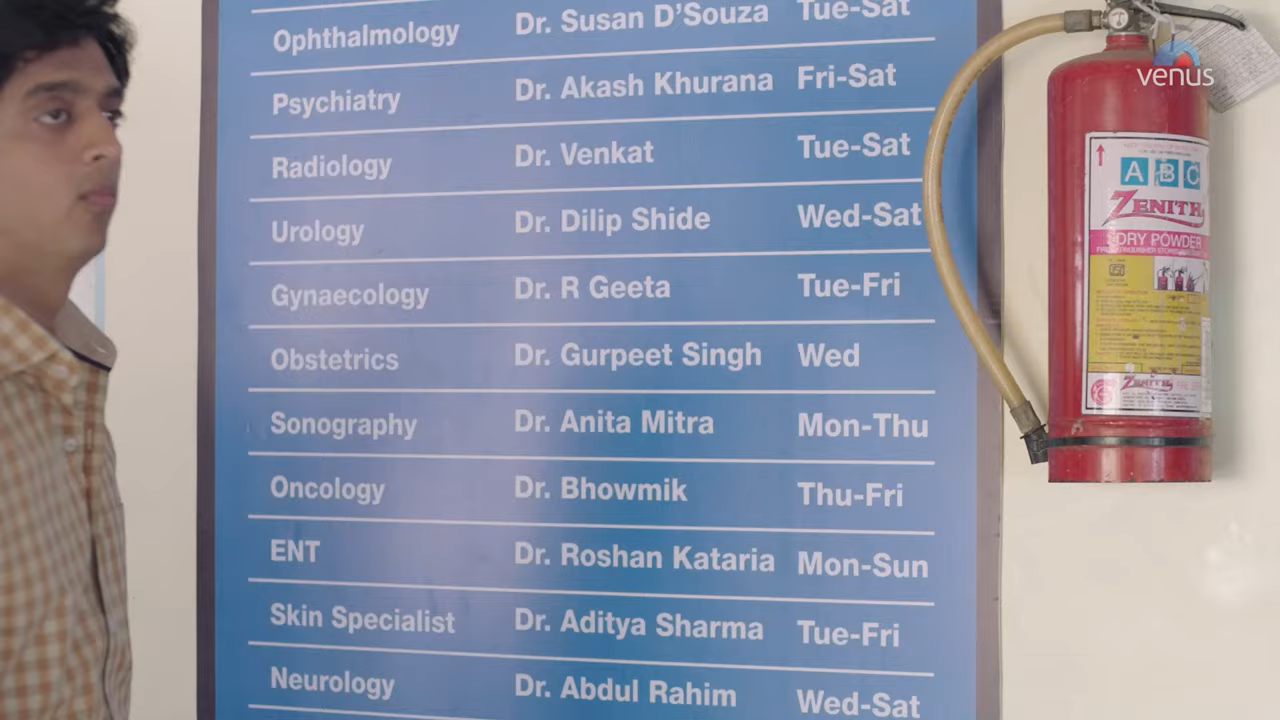 Ophthalmology Dr. Susan D'Souza Tue-Sat
Psychiatry Dr. Akash Khurana Fri-Sat
Radiology Dr. Venkat Tue-Sat
Urology Dr. Dilip Shide Wed-Sat
Gynaecology Dr. R Geeta Tue-Fri
Obstetrics Dr. Gurpeet Singh Wed
Sonography Dr. Anita Mitra Mon-Thu
Oncology Dr. Bhowmik Thu-Fri
ENT Dr. Roshan Kataria Mon-Sun
Skin Specialist Dr. Aditya Sharma Tue-Fri
Neurology Dr. Abdul Rahim Wed-Sat
venus
A B C
ZENITH
DRY POWDER
ZENITH